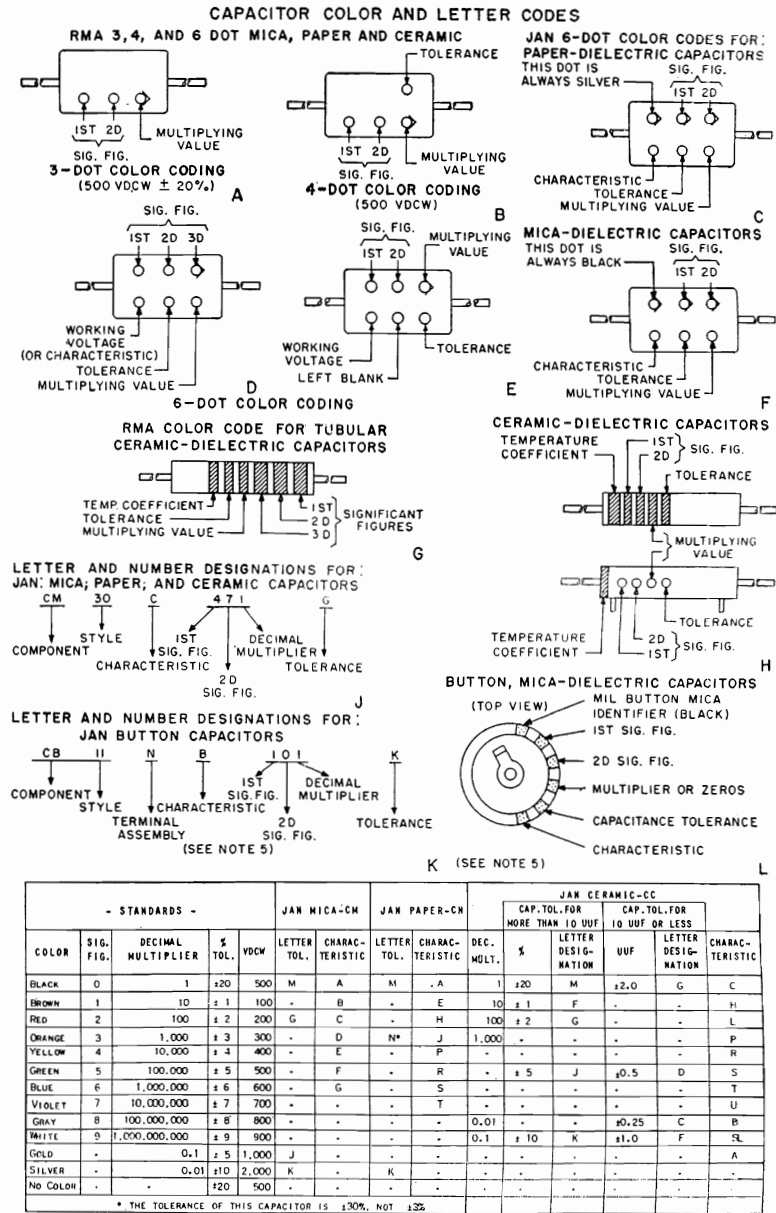 CAPACITOR COLOR AND LETTER CODES
RMA 3,4, AND 6 DOT MICA, PAPER AND CERAMIC
1ST 2D
SIG. FIG.
MULTIPLYING VALUE
3-DOT COLOR CODING
(500 VDCW ± 20%)
A
TOLERANCE
1ST 2D
SIG. FIG.
MULTIPLYING VALUE
4-DOT COLOR CODING
(500 VDCW)
B
JAN 6-DOT COLOR CODES FOR:
PAPER-DIELECTRIC CAPACITORS
THIS DOT IS
ALWAYS SILVER
SIG. FIG.
1ST 2D
CHARACTERISTIC
TOLERANCE
MULTIPLYING VALUE
C
SIG. FIG.
1ST 2D 3D
WORKING
VOLTAGE
(OR CHARACTERISTIC)
TOLERANCE
MULTIPLYING VALUE
D
SIG. FIG.
1ST 2D
MULTIPLYING
VALUE
WORKING
VOLTAGE
LEFT BLANK
TOLERANCE
E
6-DOT COLOR CODING
MICA-DIELECTRIC CAPACITORS
THIS DOT IS
ALWAYS BLACK
SIG. FIG.
1ST 2D
CHARACTERISTIC
TOLERANCE
MULTIPLYING VALUE
F
RMA COLOR CODE FOR TUBULAR
CERAMIC-DIELECTRIC CAPACITORS
TEMP. COEFFICIENT
TOLERANCE
MULTIPLYING VALUE
1ST
2D
3D
SIGNIFICANT
FIGURES
G
CERAMIC-DIELECTRIC CAPACITORS
TEMPERATURE
COEFFICIENT
1ST
2D
SIG. FIG.
TOLERANCE
MULTIPLYING
VALUE
TEMPERATURE
COEFFICIENT
2D
1ST
SIG. FIG.
TOLERANCE
H
LETTER AND NUMBER DESIGNATIONS FOR:
JAN: MICA; PAPER; AND CERAMIC CAPACITORS
CM 30 C 471 G
COMPONENT
STYLE
CHARACTERISTIC
1ST
SIG. FIG.
2D
SIG. FIG.
DECIMAL
MULTIPLIER
TOLERANCE
J
LETTER AND NUMBER DESIGNATIONS FOR:
JAN BUTTON CAPACITORS
CB 11 N B 101 K
COMPONENT
STYLE
TERMINAL
ASSEMBLY
CHARACTERISTIC
(SEE NOTE 5)
1ST
SIG. FIG.
2D
SIG. FIG.
DECIMAL
MULTIPLIER
TOLERANCE
K
BUTTON, MICA-DIELECTRIC CAPACITORS
(TOP VIEW)
MIL BUTTON MICA
IDENTIFIER (BLACK)
1ST SIG. FIG.
2D SIG. FIG.
MULTIPLIER OR ZEROS
CAPACITANCE TOLERANCE
CHARACTERISTIC
(SEE NOTE 5)
L
- STANDARDS - JAN MICA-CM JAN PAPER-CN JAN CERAMIC-CC
CAP. TOL. FOR MORE THAN 10 UUF CAP. TOL. FOR 10 UUF OR LESS
COLOR SIG. FIG. DECIMAL MULTIPLIER % TOL. VDCW LETTER TOL. CHARAC-TERISTIC LETTER TOL. CHARAC-TERISTIC DEC. MULT. % LETTER DESIG-NATION UUF LETTER DESIG-NATION CHARAC-TERISTIC
BLACK 0 1 ±20 500 M A M A 1 ±20 M ±2.0 G C
BROWN 1 10 ± 1 100 - B - E 10 ± 1 F - - H
RED 2 100 ± 2 200 G C - H 100 ± 2 G - - L
ORANGE 3 1,000 ± 3 300 - D N* J 1,000 - - - - P
YELLOW 4 10,000 ± 4 400 - E - P - - - - R
GREEN 5 100,000 ± 5 500 - F - R - ± 5 J ±0.5 D S
BLUE 6 1,000,000 ± 6 600 - G - S - - - - - T
VIOLET 7 10,000,000 ± 7 700 - - - T - - - - U
GRAY 8 100,000,000 ± 8 800 - - - - 0.01 - - ±0.25 C B
WHITE 9 1,000,000,000 ± 9 900 - - - - 0.1 ± 10 K ±1.0 F SL
GOLD - 0.1 ± 5 1,000 J - - - - - - - - A
SILVER - 0.01 ±10 2,000 K - K - - - - - - -
NO COLOR - - ±20 500 - - - - - - - - - -
* THE TOLERANCE OF THIS CAPACITOR IS ±30%, NOT ±3%